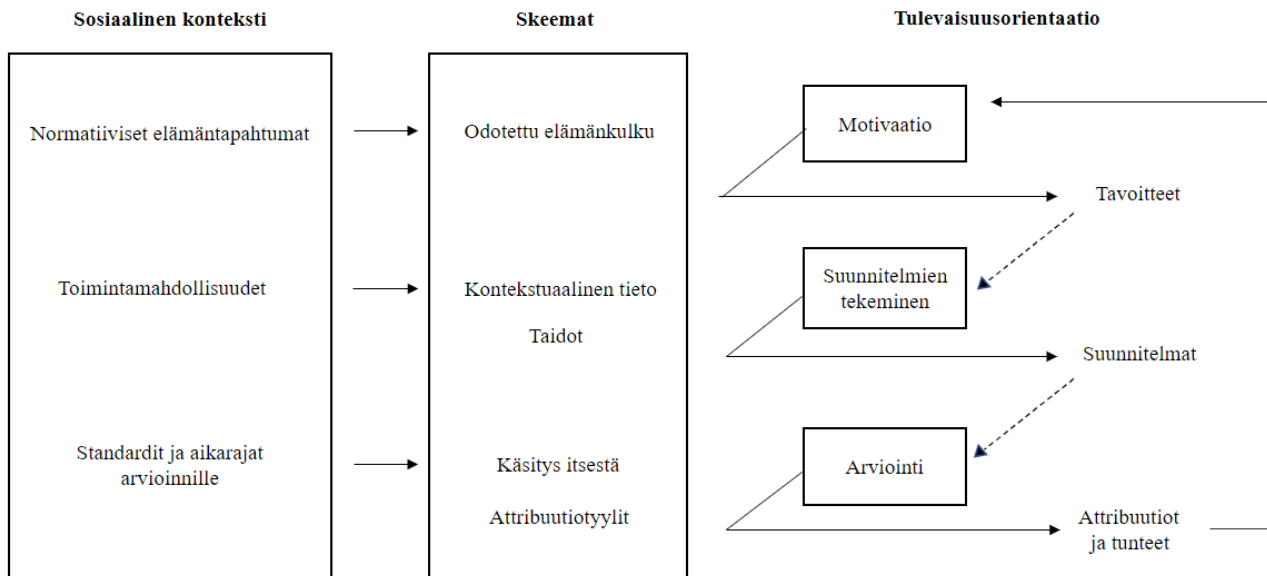 Sosiaalinen konteksti
Skeemat
Tulevaisuusorientaatio
Normatiiviset elämäntapahtumat
Odotettu elämänkulku
Motivaatio
Tavoitteet
Toimintamahdollisuudet
Kontekstuaalinen tieto
Taidot
Suunnitelmien
tekeminen
Suunnitelmat
Standardit ja aikarajat
arvioinnille
Käsitys itsestä
Attribuutiotyylit
Arviointi
Attribuutiot
ja tunteet